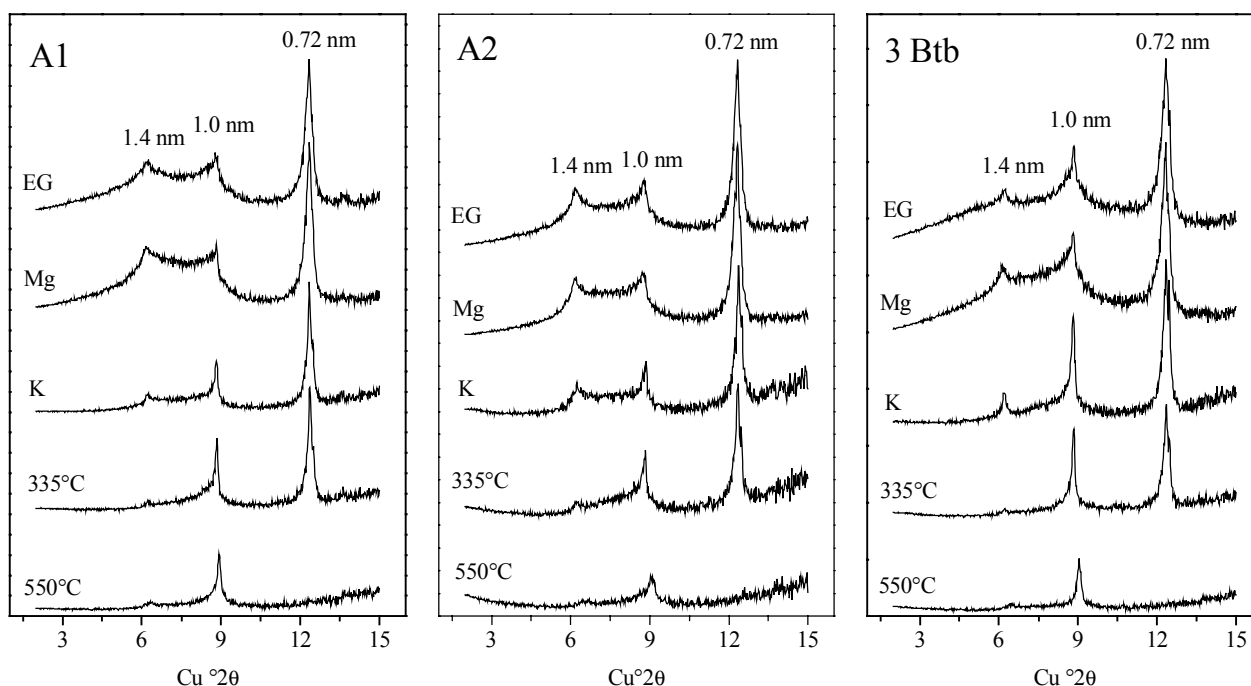 A1
0.72 nm
1.4 nm
1.0 nm
EG
Mg
K
335°C
550°C
3 6 9 12 15
Cu °2θ
A2
0.72 nm
1.4 nm
1.0 nm
EG
Mg
K
335°C
550°C
3 6 9 12 15
Cu°2θ
3 Btb
0.72 nm
1.0 nm
1.4 nm
EG
Mg
K
335°C
550°C
3 6 9 12 15
Cu °2θ